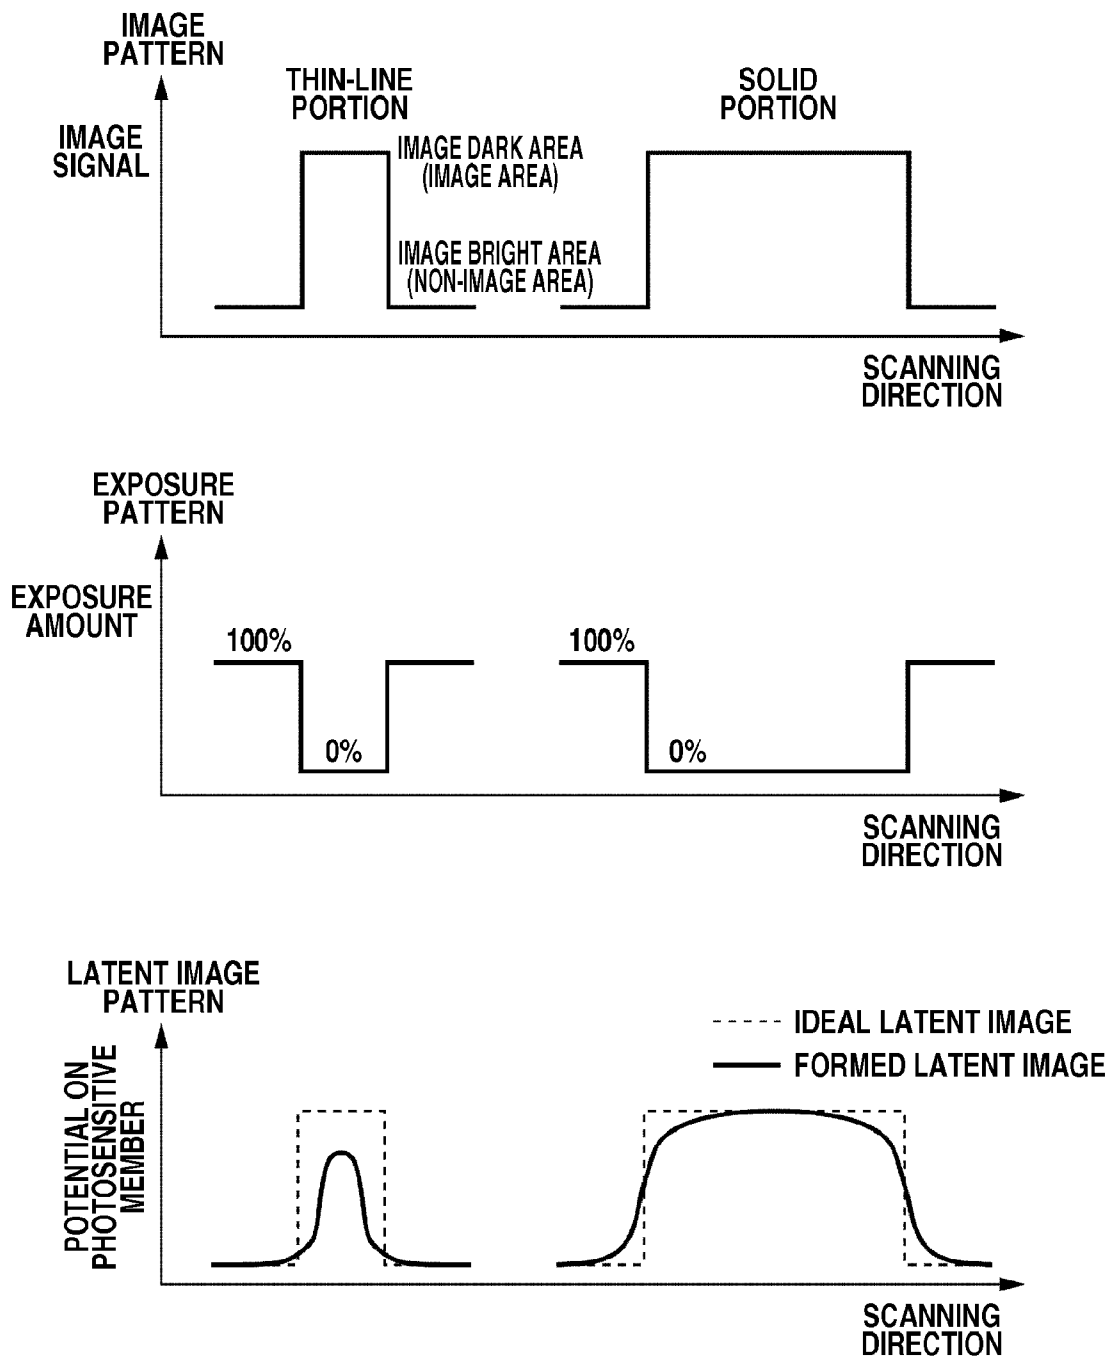 IMAGE
PATTERN
THIN-LINE
PORTION
SOLID
PORTION
IMAGE
SIGNAL
IMAGE DARK AREA
(IMAGE AREA)
IMAGE BRIGHT AREA
(NON-IMAGE AREA)
SCANNING
DIRECTION
EXPOSURE
PATTERN
EXPOSURE
AMOUNT
100%
100%
0%
0%
SCANNING
DIRECTION
LATENT IMAGE
PATTERN
IDEAL LATENT IMAGE
FORMED LATENT IMAGE
POTENTIAL ON
PHOTOSENSITIVE
MEMBER
SCANNING
DIRECTION